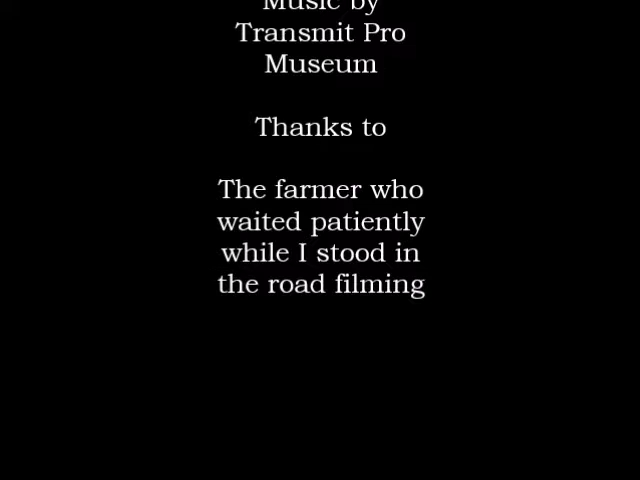 Music by
Transmit Pro
Museum
Thanks to
The farmer who
waited patiently
while I stood in
the road filming